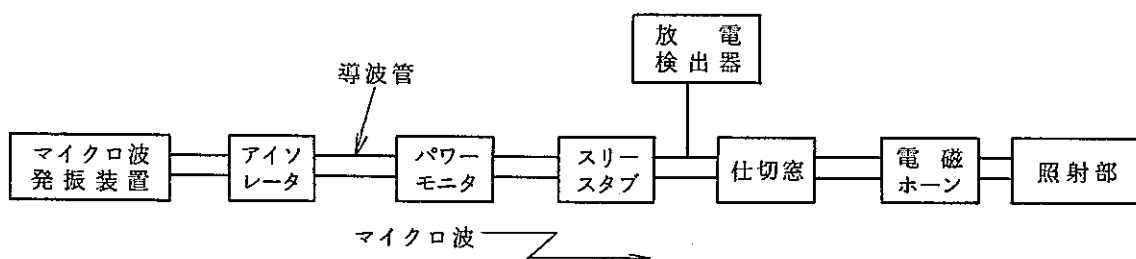 放電
検出器
導波管
マイクロ波
発振装置
アイソ
レータ
パワー
モニタ
スリー
スタブ
仕切窓
電磁
ホーン
照射部
マイクロ波